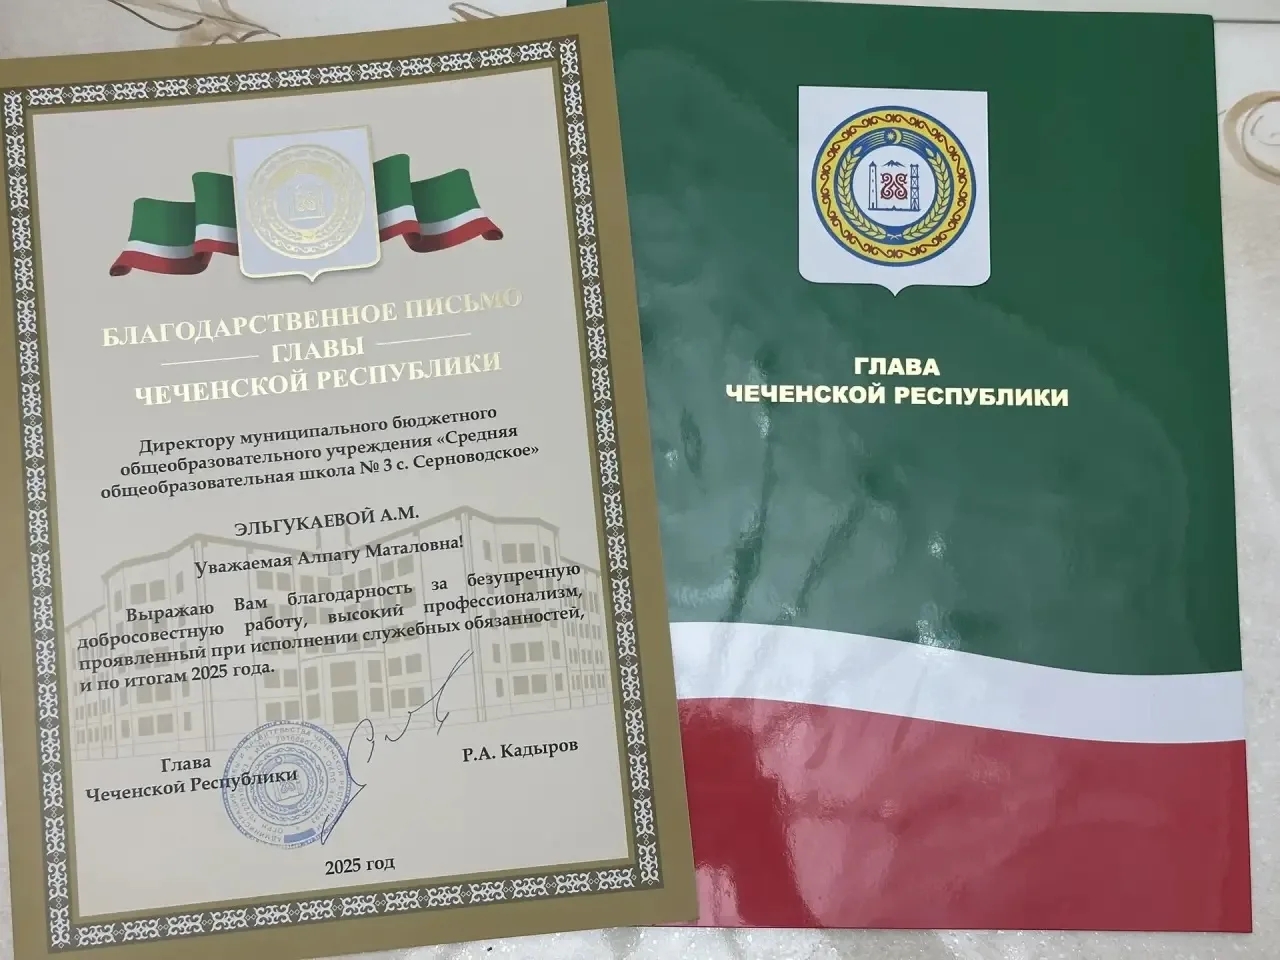 БЛАГОДАРСТВЕННОЕ ПИСЬМО
ГЛАВЫ
ЧЕЧЕНСКОЙ РЕСПУБЛИКИ
Директору муниципального бюджетного
общеобразовательного учреждения «Средняя
общеобразовательная школа № 3 с. Серноводское»
ЭЛЬГУКАЕВОЙ А.М.
Уважаемая Алпату Маталовна!
Выражаю Вам благодарность за безупречную
добросовестную работу, высокий профессионализм,
проявленный при исполнении служебных обязанностей,
и по итогам 2025 года.
Глава
Чеченской Республики
Р.А. Кадыров
2025 год
ГЛАВА
ЧЕЧЕНСКОЙ РЕСПУБЛИКИ